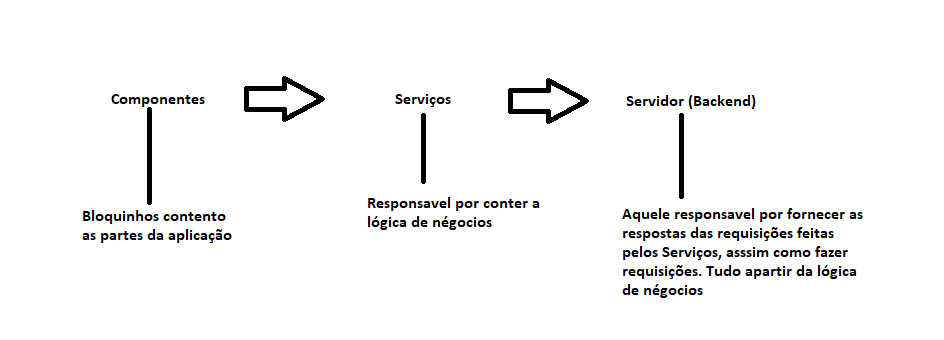 Componentes
Serviços
Servidor (Backend)
Bloquinhos contento
as partes da aplicação
Responsavel por conter a
lógica de négocios
Aquele responsavel por fornecer as
respostas das requisições feitas
pelos Serviços, asssim como fazer
requisições. Tudo apartir da lógica
de négocios